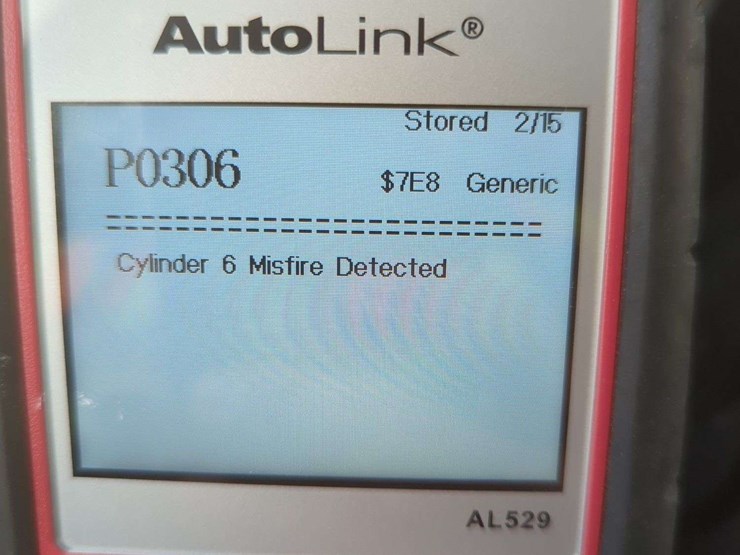 AutoLink®
Stored 2/15
P0306
$7E8 Generic
Cylinder 6 Misfire Detected
AL529